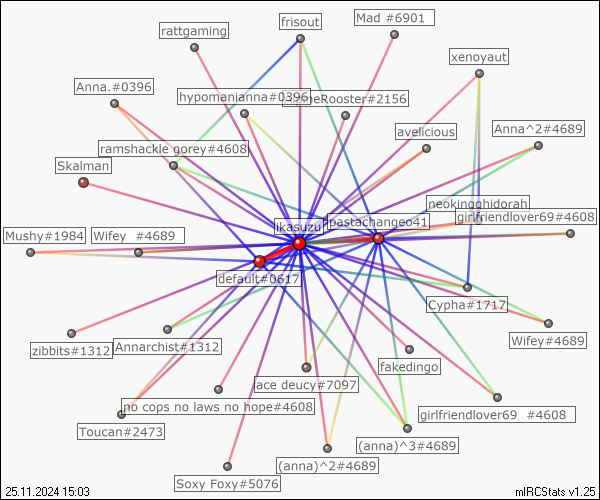 Mad #6901
frisout
rattgaming
xenoyaut
Anna.#0396
hypomanianna#0396
neRooster#2156
avelicious
Anna^2#4689
ramshackle gorey#4608
Skalman
neokingghidorah
girlfriendlover69#4608
ikasuzu
pastachangeo41
Mushy#1984
Wifey #4689
default#0617
Cypha#1717
zibbits#1312
Annarchist#1312
Wifey#4689
fakedingo
ace deucy#7097
no cops no laws no hope#4608
girlfriendlover69 #4608
Toucan#2473
(anna)^3#4689
(anna)^2#4689
Soxy Foxy#5076
25.11.2024 15:03
mIRCStats v1.25